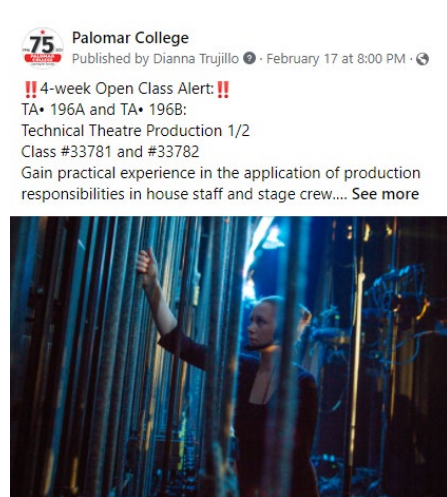 75
PALOMAR
COLLEGE
Palomar College
Published by Dianna Trujillo · February 17 at 8:00 PM ·
‼️4-week Open Class Alert:‼️
TA• 196A and TA• 196B:
Technical Theatre Production 1/2
Class #33781 and #33782
Gain practical experience in the application of production
responsibilities in house staff and stage crew.... See more